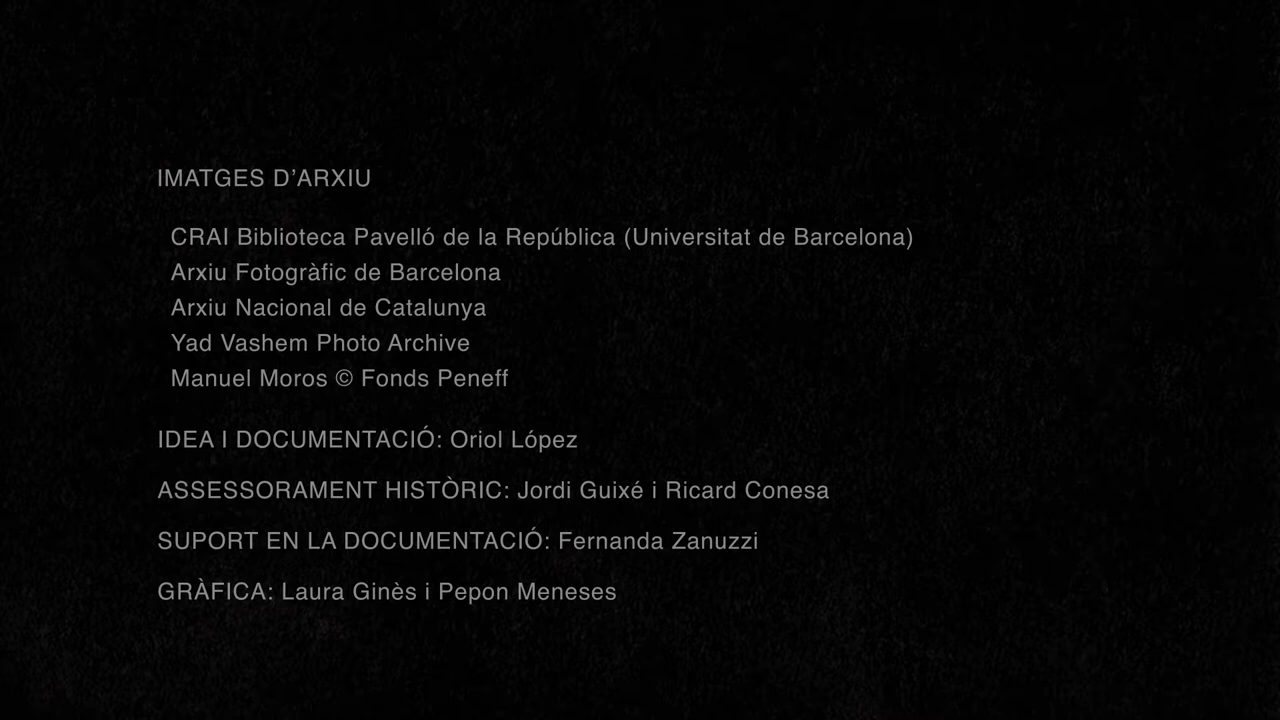 IMATGES D’ARXIU
CRAI Biblioteca Pavelló de la República (Universitat de Barcelona)
Arxiu Fotogràfic de Barcelona
Arxiu Nacional de Catalunya
Yad Vashem Photo Archive
Manuel Moros © Fonds Peneff
IDEA I DOCUMENTACIÓ: Oriol López
ASSESSORAMENT HISTÒRIC: Jordi Guixé i Ricard Conesa
SUPORT EN LA DOCUMENTACIÓ: Fernanda Zanuzzi
GRÀFICA: Laura Ginès i Pepon Meneses